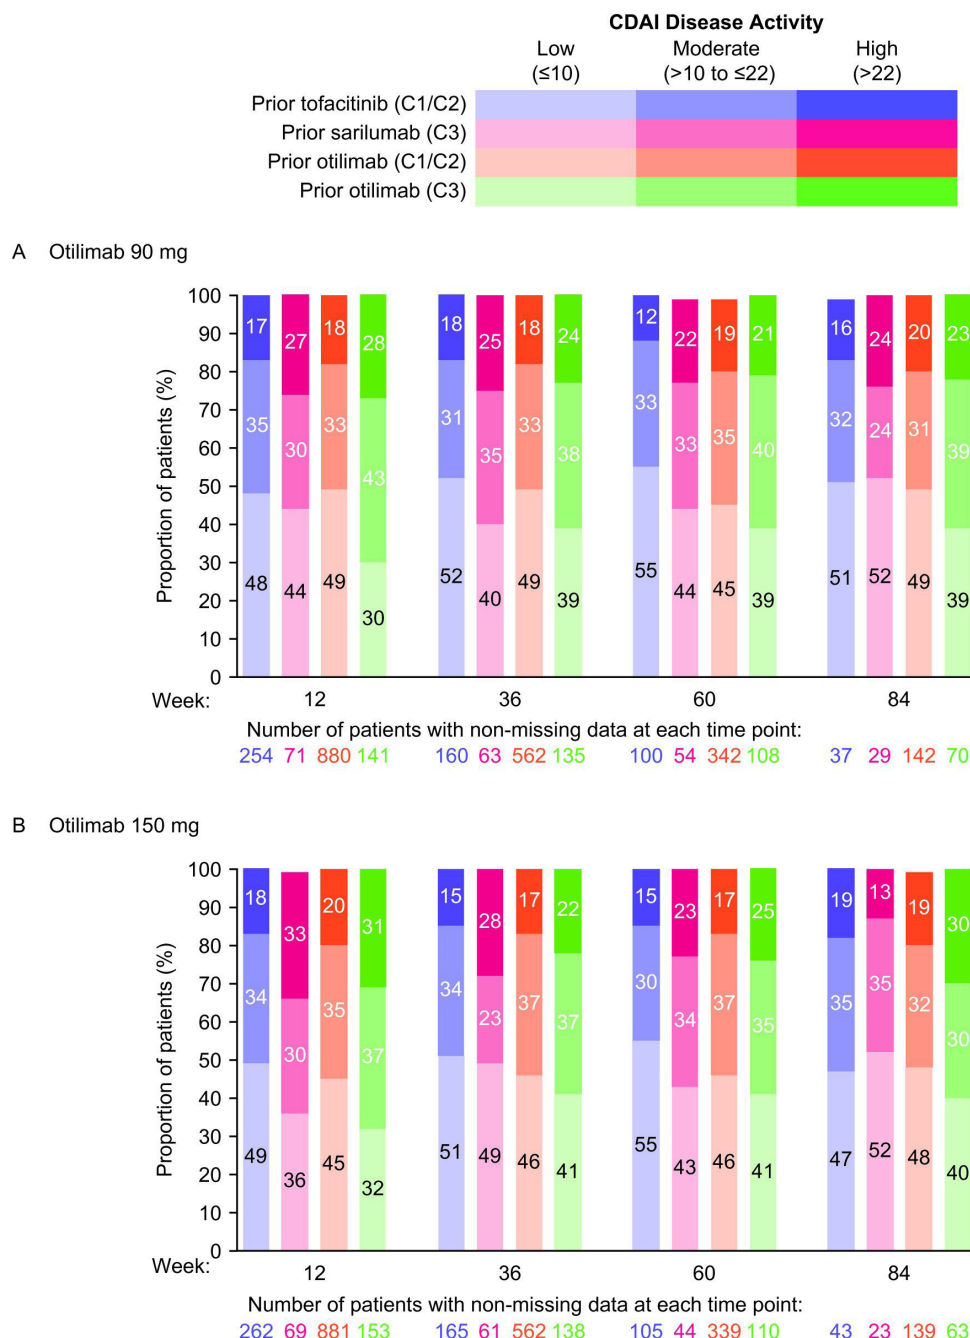 CDAI Disease Activity
Low Moderate High
(≤10) (>10 to ≤22) (>22)
Prior tofacitinib (C1/C2)
Prior sarilumab (C3)
Prior otilimab (C1/C2)
Prior otilimab (C3)
A Otilimab 90 mg
Proportion of patients (%)
100
90
80
70
60
50
40
30
20
10
0
17 27 18 28 18 25 18 24 12 22 19 21 16 24 20 23
35 30 33 43 31 35 33 38 33 33 35 40 32 24 31 39
48 44 49 30 52 40 49 39 55 44 45 39 51 52 49 39
Week: 12 36 60 84
Number of patients with non-missing data at each time point:
254 71 880 141 160 63 562 135 100 54 342 108 37 29 142 70
B Otilimab 150 mg
Proportion of patients (%)
100
90
80
70
60
50
40
30
20
10
0
18 33 20 31 15 28 17 22 15 23 17 25 19 13 19 30
34 30 35 37 34 23 37 37 30 34 37 35 35 35 32 30
49 36 45 32 51 49 46 41 55 43 46 41 47 52 48 40
Week: 12 36 60 84
Number of patients with non-missing data at each time point:
262 69 881 153 165 61 562 138 105 44 339 110 43 23 139 63